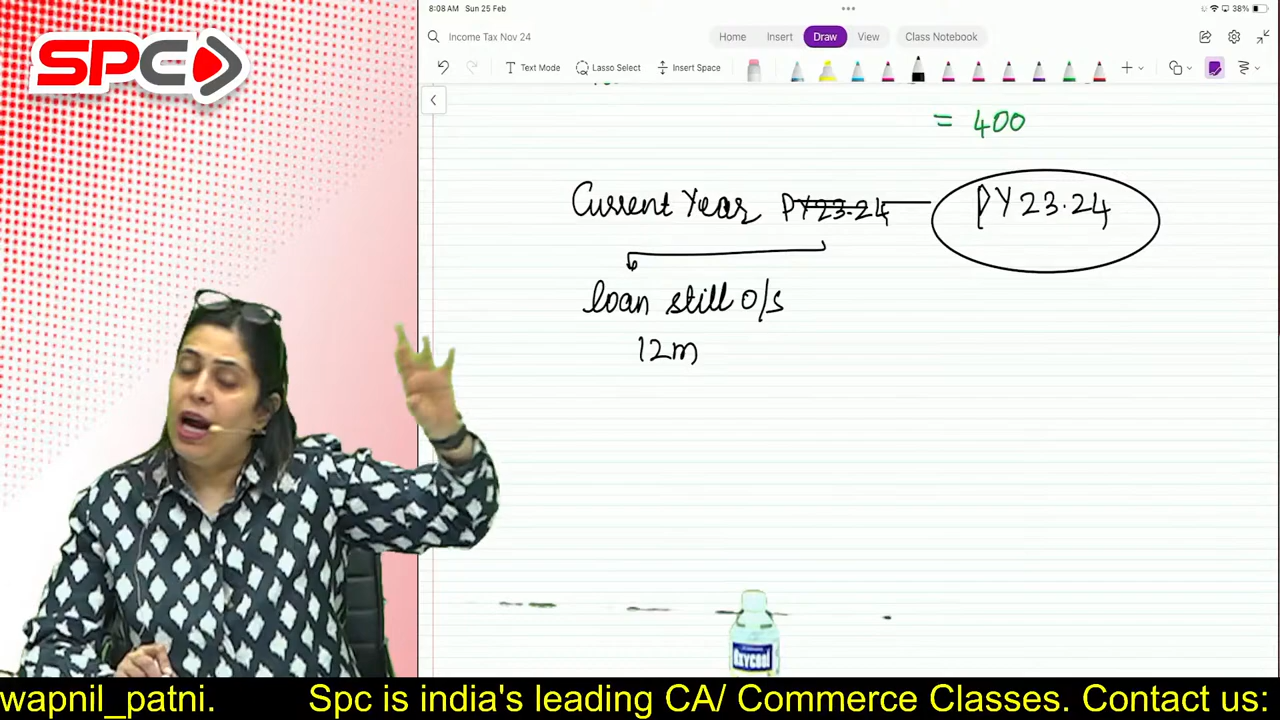 SPC
8:08 AM Sun 25 Feb
38%
Income Tax Nov 24
Home Insert Draw View Class Notebook
Text Mode Lasso Select Insert Space
= 400
Current Year PY23.24 PY23.24
loan still o/s
12m
Oxycool
wapnil_patni. Spc is india's leading CA/ Commerce Classes. Contact us: